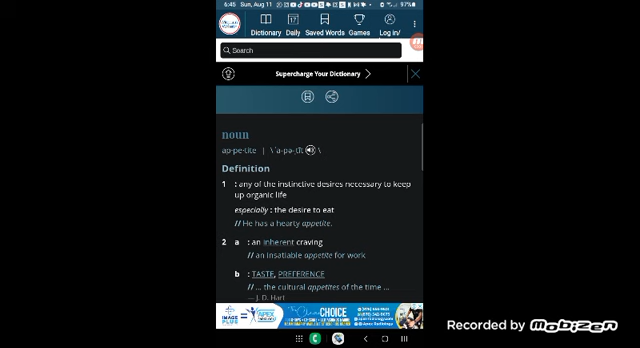 6:45 Sun, Aug 11
97%
Dictionary Daily Saved Words Games Log in/
Search
Supercharge Your Dictionary
noun
ap·pe·tite | \ ˈa-pə-ˌtīt \
Definition
1 : any of the instinctive desires necessary to keep
up organic life
especially : the desire to eat
// He has a hearty appetite.
2 a : an inherent craving
// an insatiable appetite for work
b : TASTE, PREFERENCE
// ... the cultural appetites of the time ...
— J. D. Hart
IMAGE
PLUS
APEX
CHOICE
Recorded by mobizen